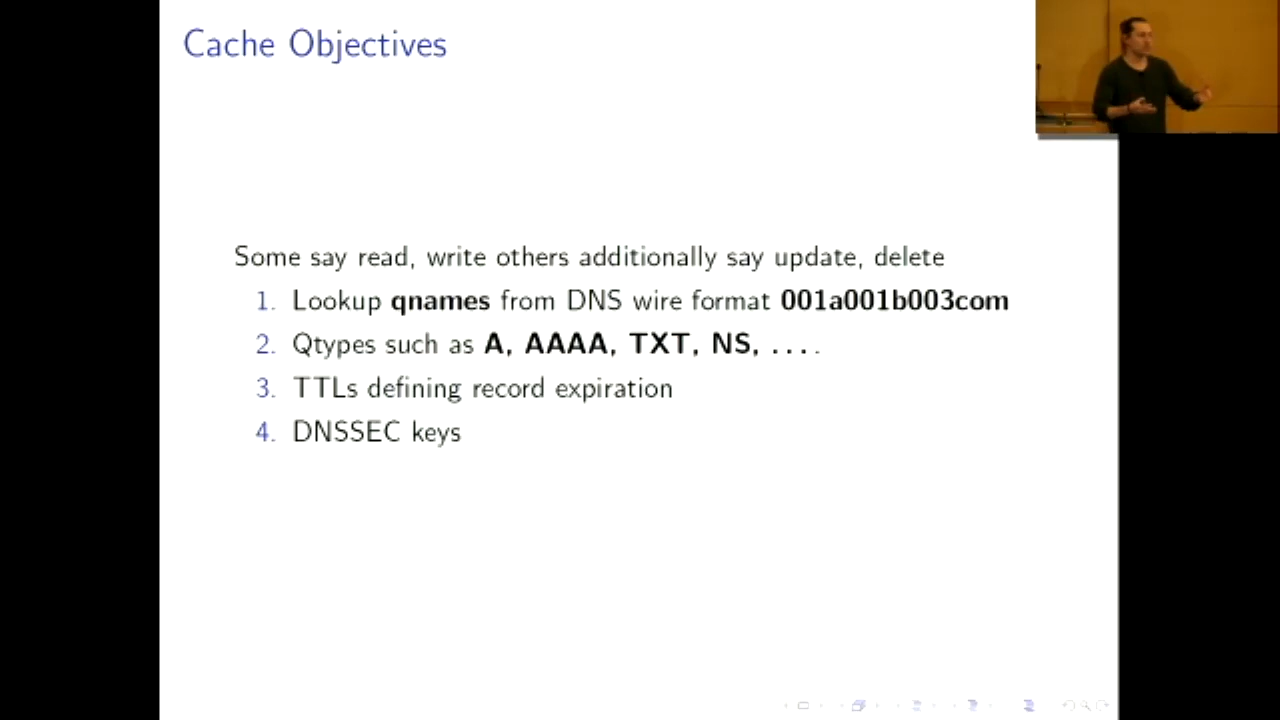 Cache Objectives
Some say read, write others additionally say update, delete
1. Lookup qnames from DNS wire format 001a001b003com
2. Qtypes such as A, AAAA, TXT, NS, . . . .
3. TTLs defining record expiration
4. DNSSEC keys